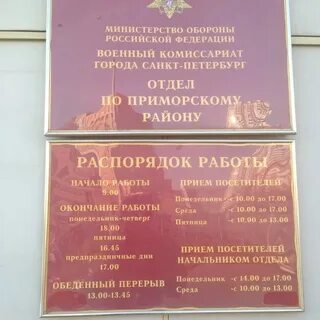 МИНИСТЕРСТВО ОБОРОНЫ
РОССИЙСКОЙ ФЕДЕРАЦИИ
ВОЕННЫЙ КОМИССАРИАТ
ГОРОДА САНКТ-ПЕТЕРБУРГ
ОТДЕЛ
ПО ПРИМОРСКОМУ
РАЙОНУ
РАСПОРЯДОК РАБОТЫ
НАЧАЛО РАБОТЫ
9.00
ОКОНЧАНИЕ РАБОТЫ
понедельник-четверг
18.00
пятница
16.45
предпраздничные дни
17.00
ОБЕДЕННЫЙ ПЕРЕРЫВ
13.00-13.45
ПРИЕМ ПОСЕТИТЕЛЕЙ
Понедельник -с 10.00 до 17.00
Среда -с 10.00 до 17.00
Пятница -с 10.00 до 13.00
ПРИЕМ ПОСЕТИТЕЛЕЙ
НАЧАЛЬНИКОМ ОТДЕЛА
Понедельник -с 14.00 до 17.00
Среда -с 10.00 до 13.00